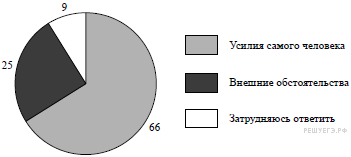 9
25
66
Усилия самого человека
Внешние обстоятельства
Затрудняюсь ответить
РЕШУЕГЭ.РФ